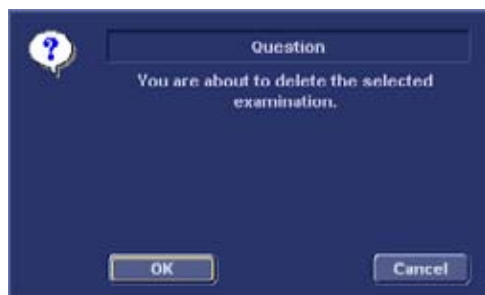 Question
You are about to delete the selected
examination.
OK
Cancel